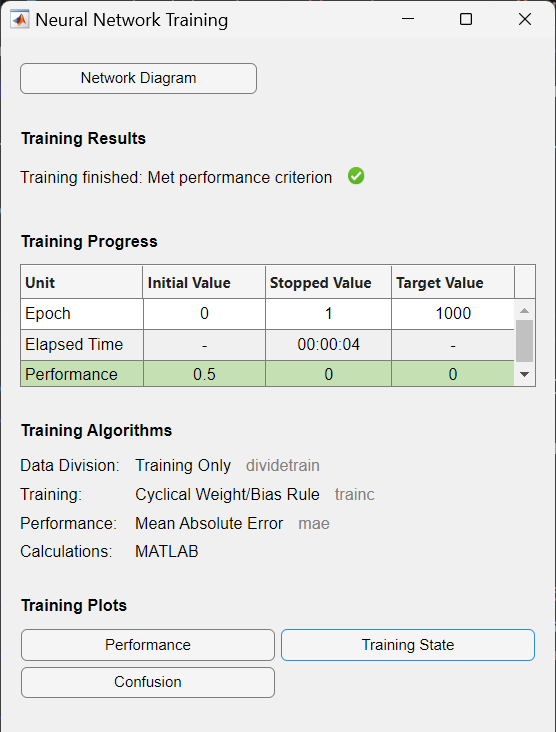 Neural Network Training
Network Diagram
Training Results
Training finished: Met performance criterion
Training Progress
Unit Initial Value Stopped Value Target Value
Epoch 0 1 1000
Elapsed Time - 00:00:04 -
Performance 0.5 0 0
Training Algorithms
Data Division: Training Only dividetrain
Training: Cyclical Weight/Bias Rule trainc
Performance: Mean Absolute Error mae
Calculations: MATLAB
Training Plots
Performance Training State
Confusion